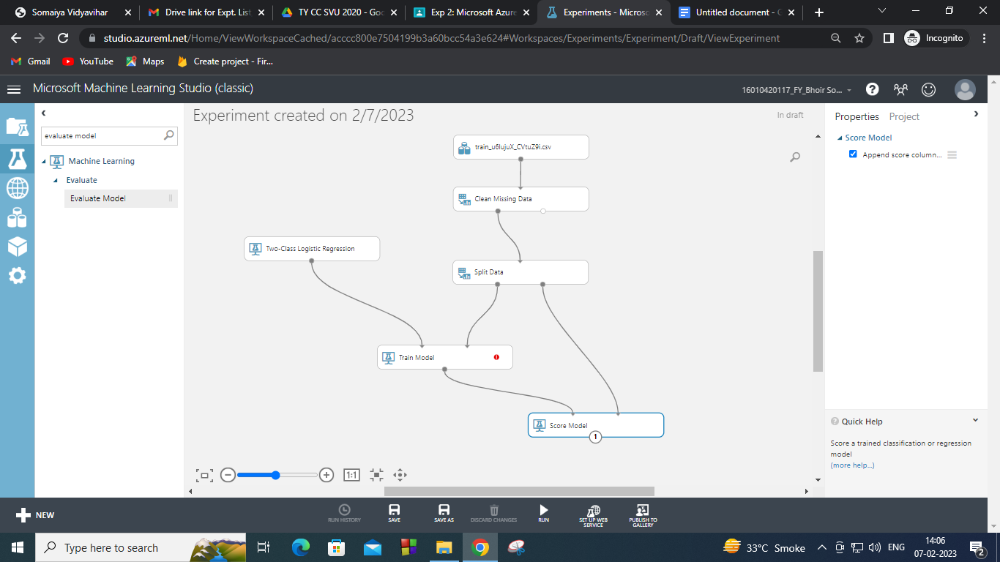 Somaiya Vidyavihar
Drive link for Expt. List
TY CC SVU 2020 - Goo
Exp 2: Microsoft Azure
Experiments - Microso
Untitled document - G
studio.azureml.net/Home/ViewWorkspaceCached/acccc800e7504199b3a60bcc54a3e624#Workspaces/Experiments/Experiment/Draft/ViewExperiment
Incognito
Gmail
YouTube
Maps
Create project - Fir...
Microsoft Machine Learning Studio (classic)
16010420117_FY_Bhoir So...
evaluate model
Machine Learning
Evaluate
Evaluate Model
Experiment created on 2/7/2023
In draft
train_u6lujuX_CVtuZ9i.csv
Clean Missing Data
Two-Class Logistic Regression
Split Data
Train Model
Score Model
1
1:1
Properties
Project
Score Model
Append score column...
Quick Help
Score a trained classification or regression
model
(more help...)
NEW
RUN HISTORY
SAVE
SAVE AS
DISCARD CHANGES
RUN
SET UP WEB
SERVICE
PUBLISH TO
GALLERY
Type here to search
33°C Smoke
ENG
14:06
07-02-2023
2